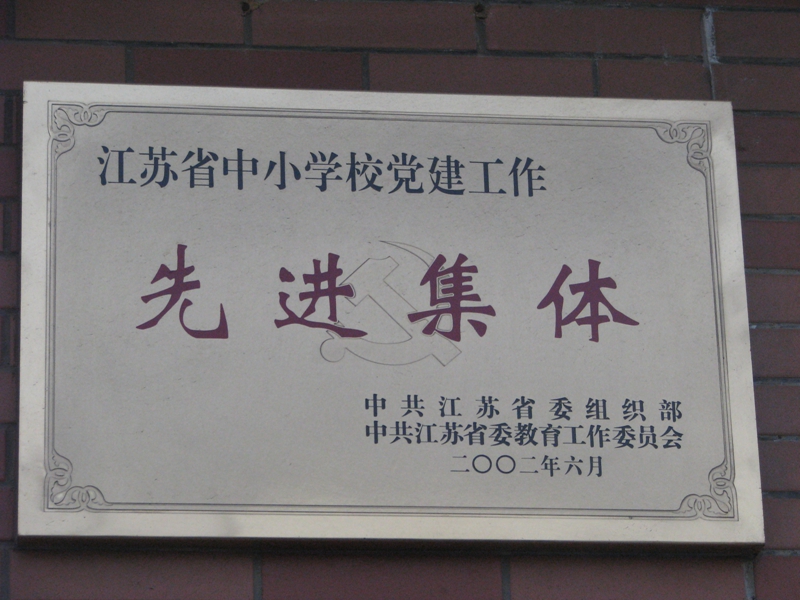 江苏省中小学校党建工作
先进集体
中共江苏省委组织部
中共江苏省委教育工作委员会
二〇〇二年六月